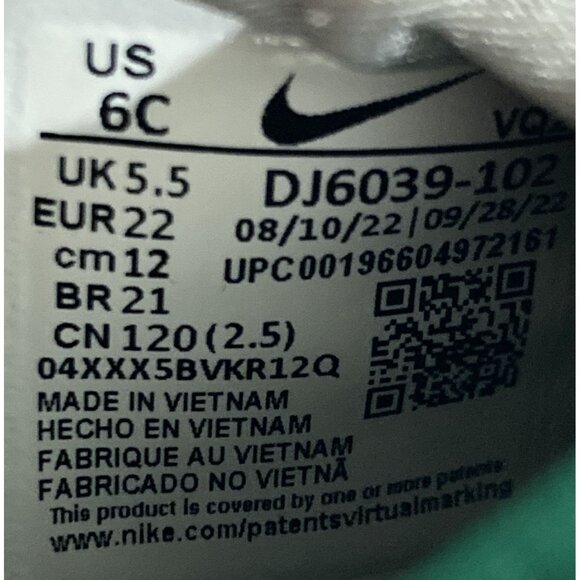 US
6C
UK 5.5
EUR 22
cm 12
BR 21
CN 120 (2.5)
DJ6039-102
08/10/22 | 09/28/22
UPC00196604972161
04XXX5BVKR12Q
MADE IN VIETNAM
HECHO EN VIETNAM
FABRIQUE AU VIETNAM
FABRICADO NO VIETNÃ
This product is covered by one or more patents
www.nike.com/patentsvirtualmarking